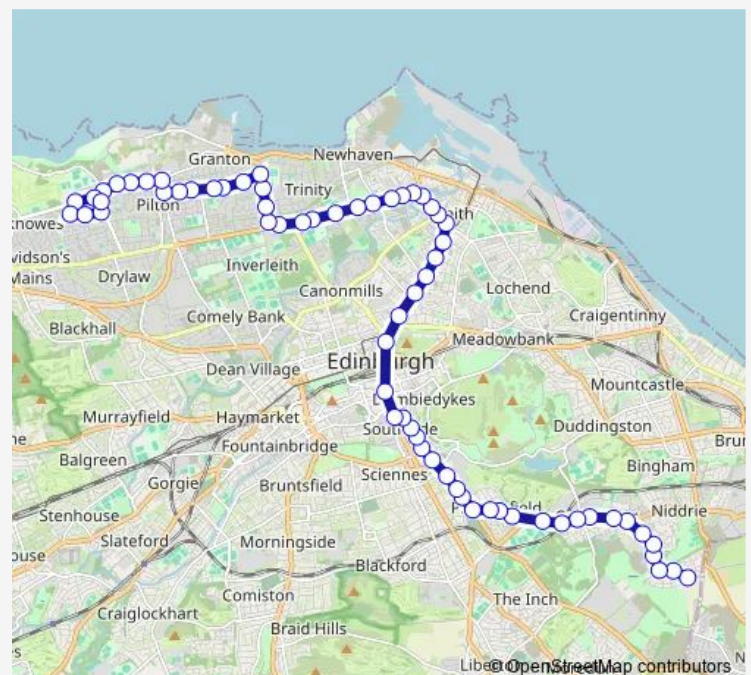 Granton
Newhaven
Trinity
Pilton
knowes
eith
vidson's
Mains
Drylaw
Inverleith
Canonmills
Lochend
Craigentinny
Blackhall
Comely Bank
Meadowbank
Edinburgh
Dean Village
Mountcastle
Murrayfield
Haymarket
Duddingston
Fountainbridge
Balgreen
Sciennes
Bingham
Gorgie
Bruntsfield
Niddrie
Stenhouse
Slateford
Morningside
Blackford
Comiston
The Inch
Craiglockhart
Braid Hills
© OpenStreetMap contributors